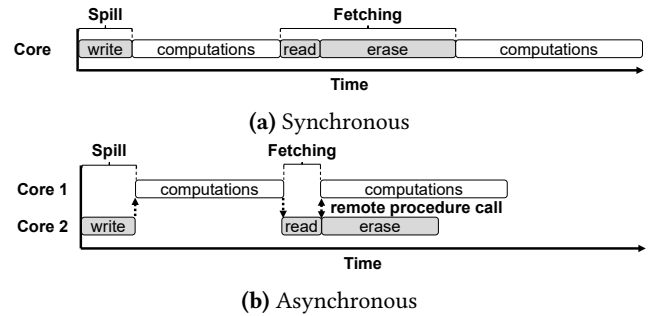 Spill Fetching
Core write computations read erase computations
Time
(a) Synchronous
Spill Fetching
Core 1 computations computations
remote procedure call
Core 2 write read erase
Time
(b) Asynchronous